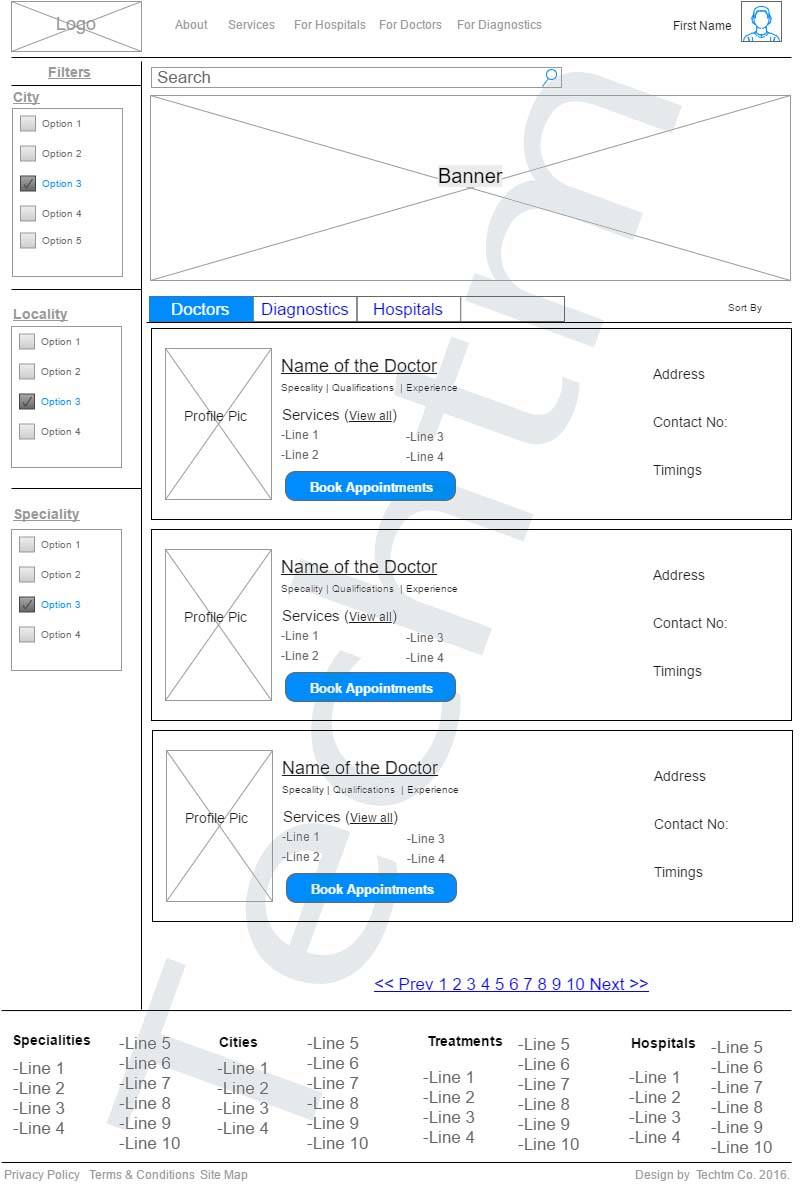 Logo
About Services For Hospitals For Doctors For Diagnostics
First Name
Filters
City
Option 1
Option 2
Option 3
Option 4
Option 5
Locality
Option 1
Option 2
Option 3
Option 4
Speciality
Option 1
Option 2
Option 3
Option 4
Search
Banner
Doctors Diagnostics Hospitals
Sort By
Profile Pic
Name of the Doctor
Specality | Qualifications | Experience
Services (View all)
-Line 1
-Line 2
-Line 3
-Line 4
Book Appointments
Address
Contact No:
Timings
Profile Pic
Name of the Doctor
Specality | Qualifications | Experience
Services (View all)
-Line 1
-Line 2
-Line 3
-Line 4
Book Appointments
Address
Contact No:
Timings
Profile Pic
Name of the Doctor
Specality | Qualifications | Experience
Services (View all)
-Line 1
-Line 2
-Line 3
-Line 4
Book Appointments
Address
Contact No:
Timings
<< Prev 1 2 3 4 5 6 7 8 9 10 Next >>
Specialities
-Line 1
-Line 2
-Line 3
-Line 4
-Line 5
-Line 6
-Line 7
-Line 8
-Line 9
-Line 10
Cities
-Line 1
-Line 2
-Line 3
-Line 4
-Line 5
-Line 6
-Line 7
-Line 8
-Line 9
-Line 10
Treatments
-Line 1
-Line 2
-Line 3
-Line 4
-Line 5
-Line 6
-Line 7
-Line 8
-Line 9
-Line 10
Hospitals
-Line 1
-Line 2
-Line 3
-Line 4
-Line 5
-Line 6
-Line 7
-Line 8
-Line 9
-Line 10
Privacy Policy Terms & Conditions Site Map
Design by Techtm Co. 2016.
Techtm